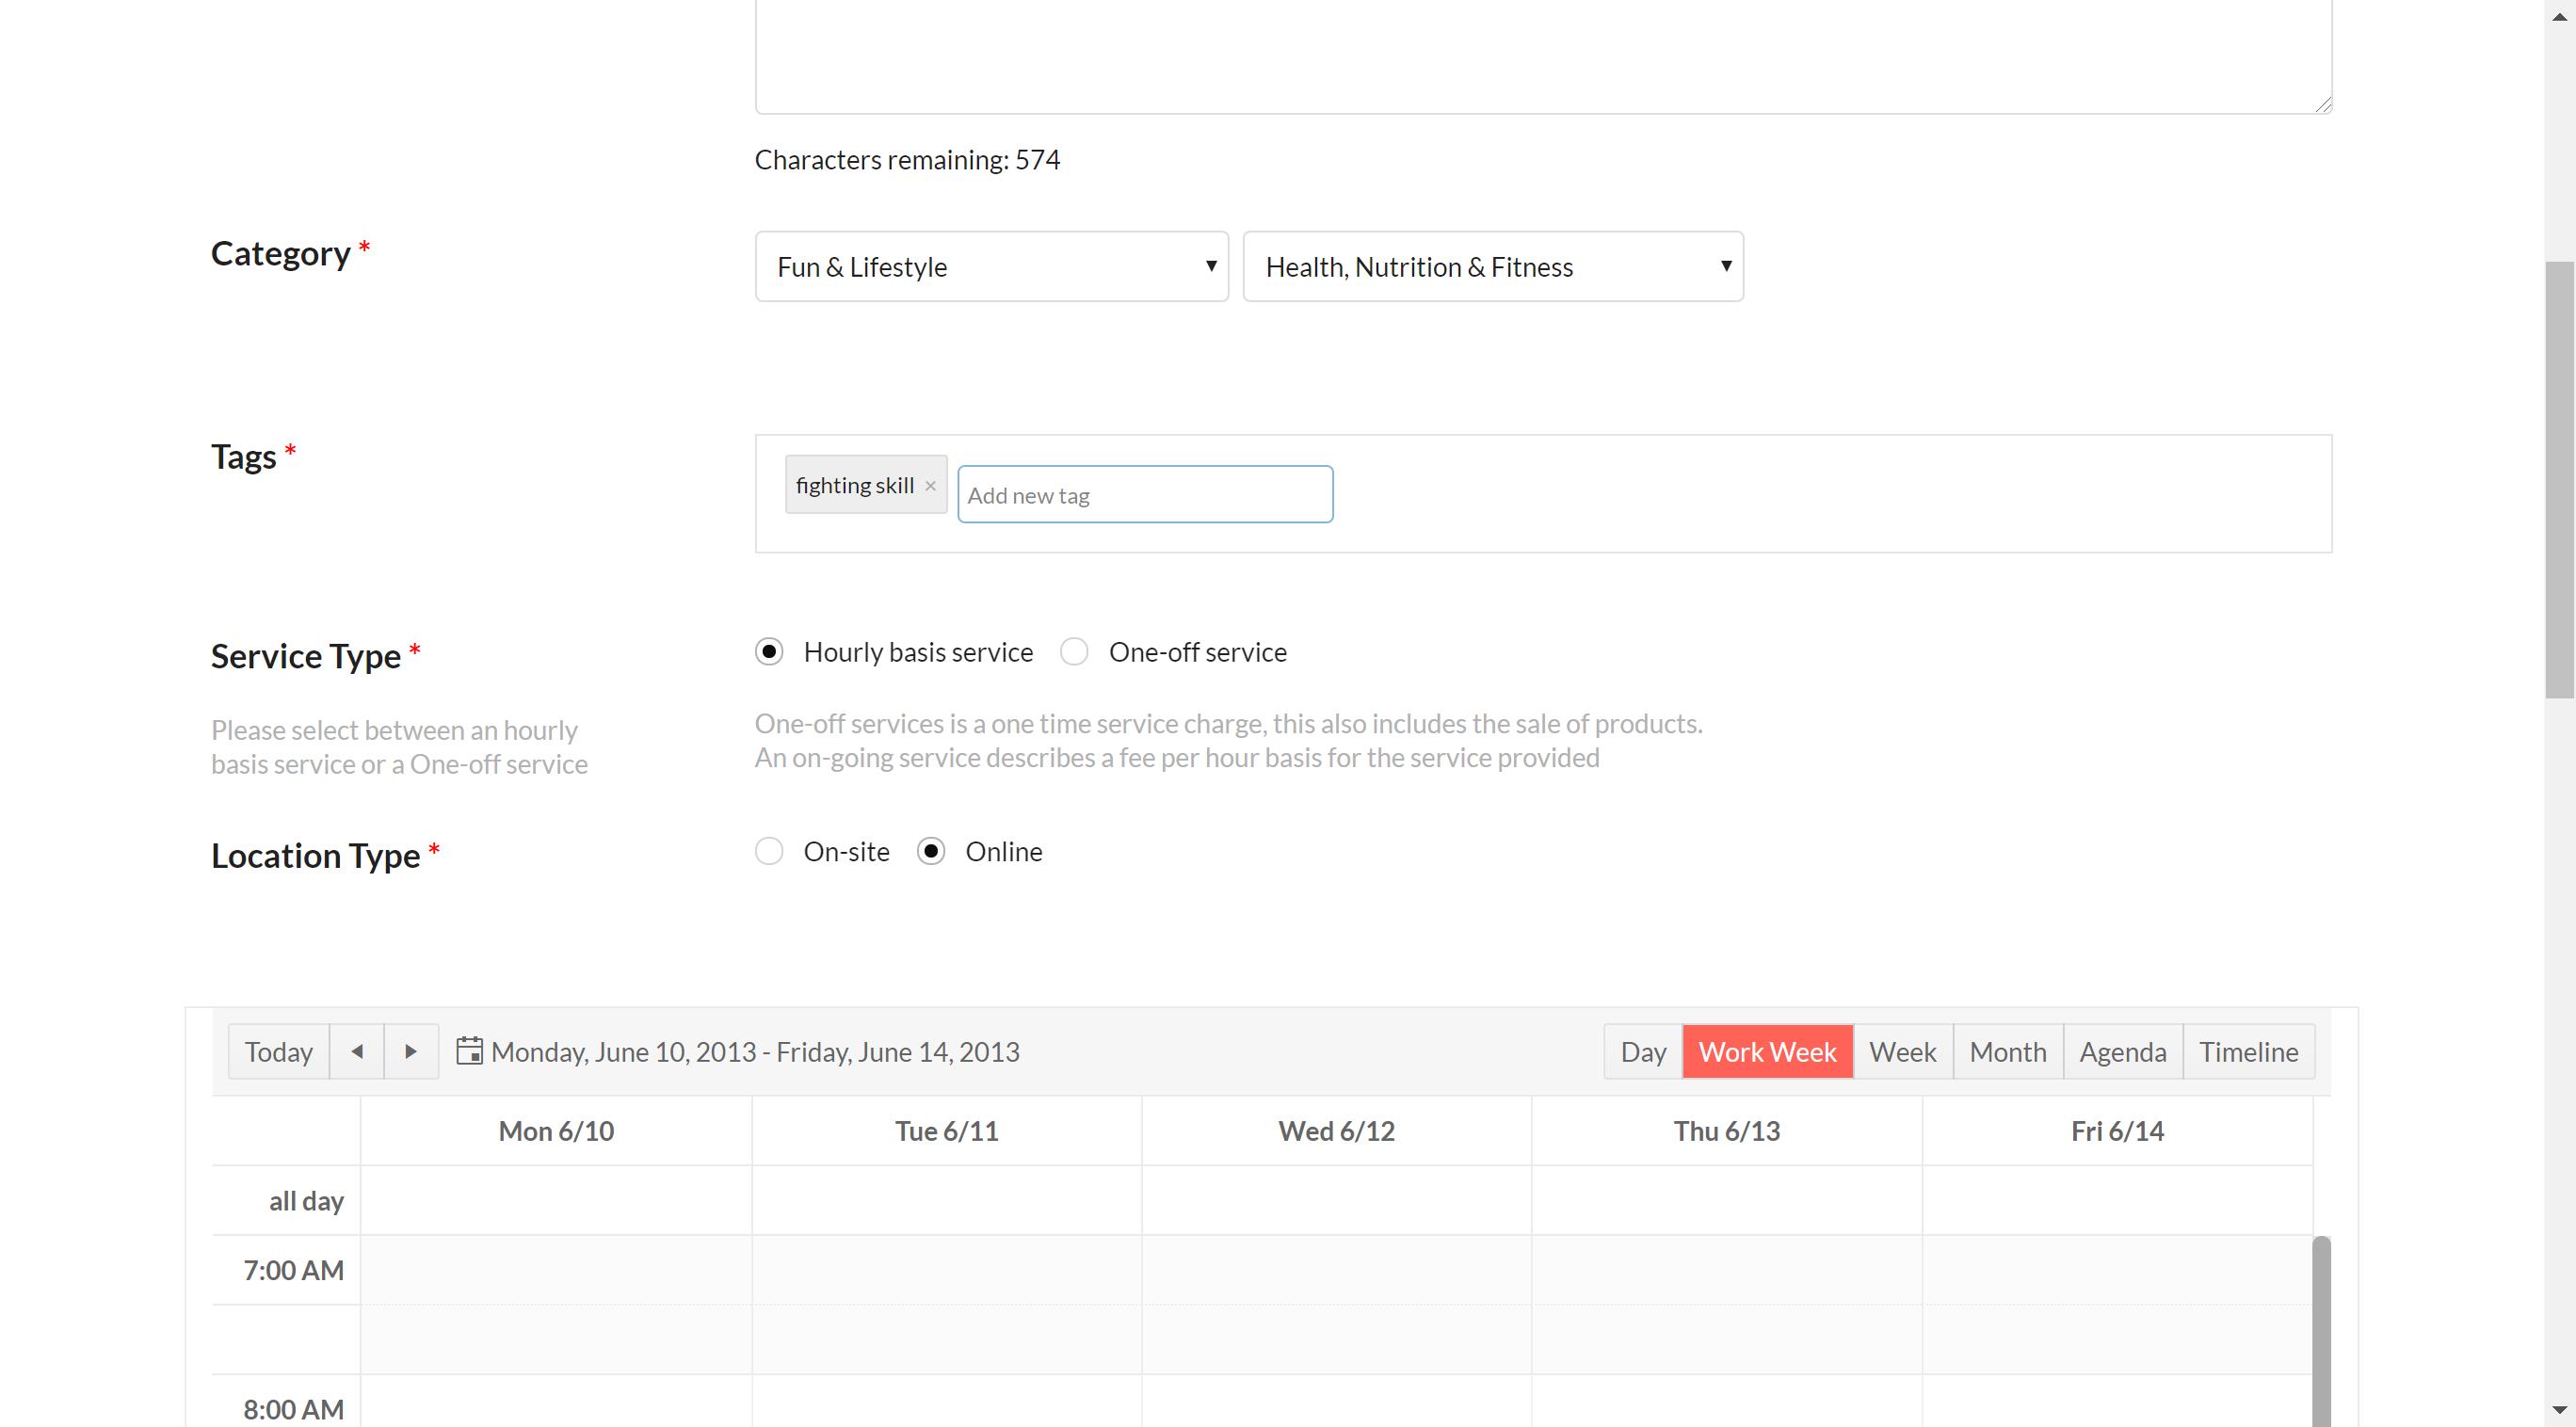 Characters remaining: 574
Category *
Fun & Lifestyle
Health, Nutrition & Fitness
Tags *
fighting skill ×
Add new tag
Service Type *
Hourly basis service
One-off service
Please select between an hourly
basis service or a One-off service
One-off services is a one time service charge, this also includes the sale of products.
An on-going service describes a fee per hour basis for the service provided
Location Type *
On-site
Online
Today
Monday, June 10, 2013 - Friday, June 14, 2013
Day
Work Week
Week
Month
Agenda
Timeline
Mon 6/10
Tue 6/11
Wed 6/12
Thu 6/13
Fri 6/14
all day
7:00 AM
8:00 AM